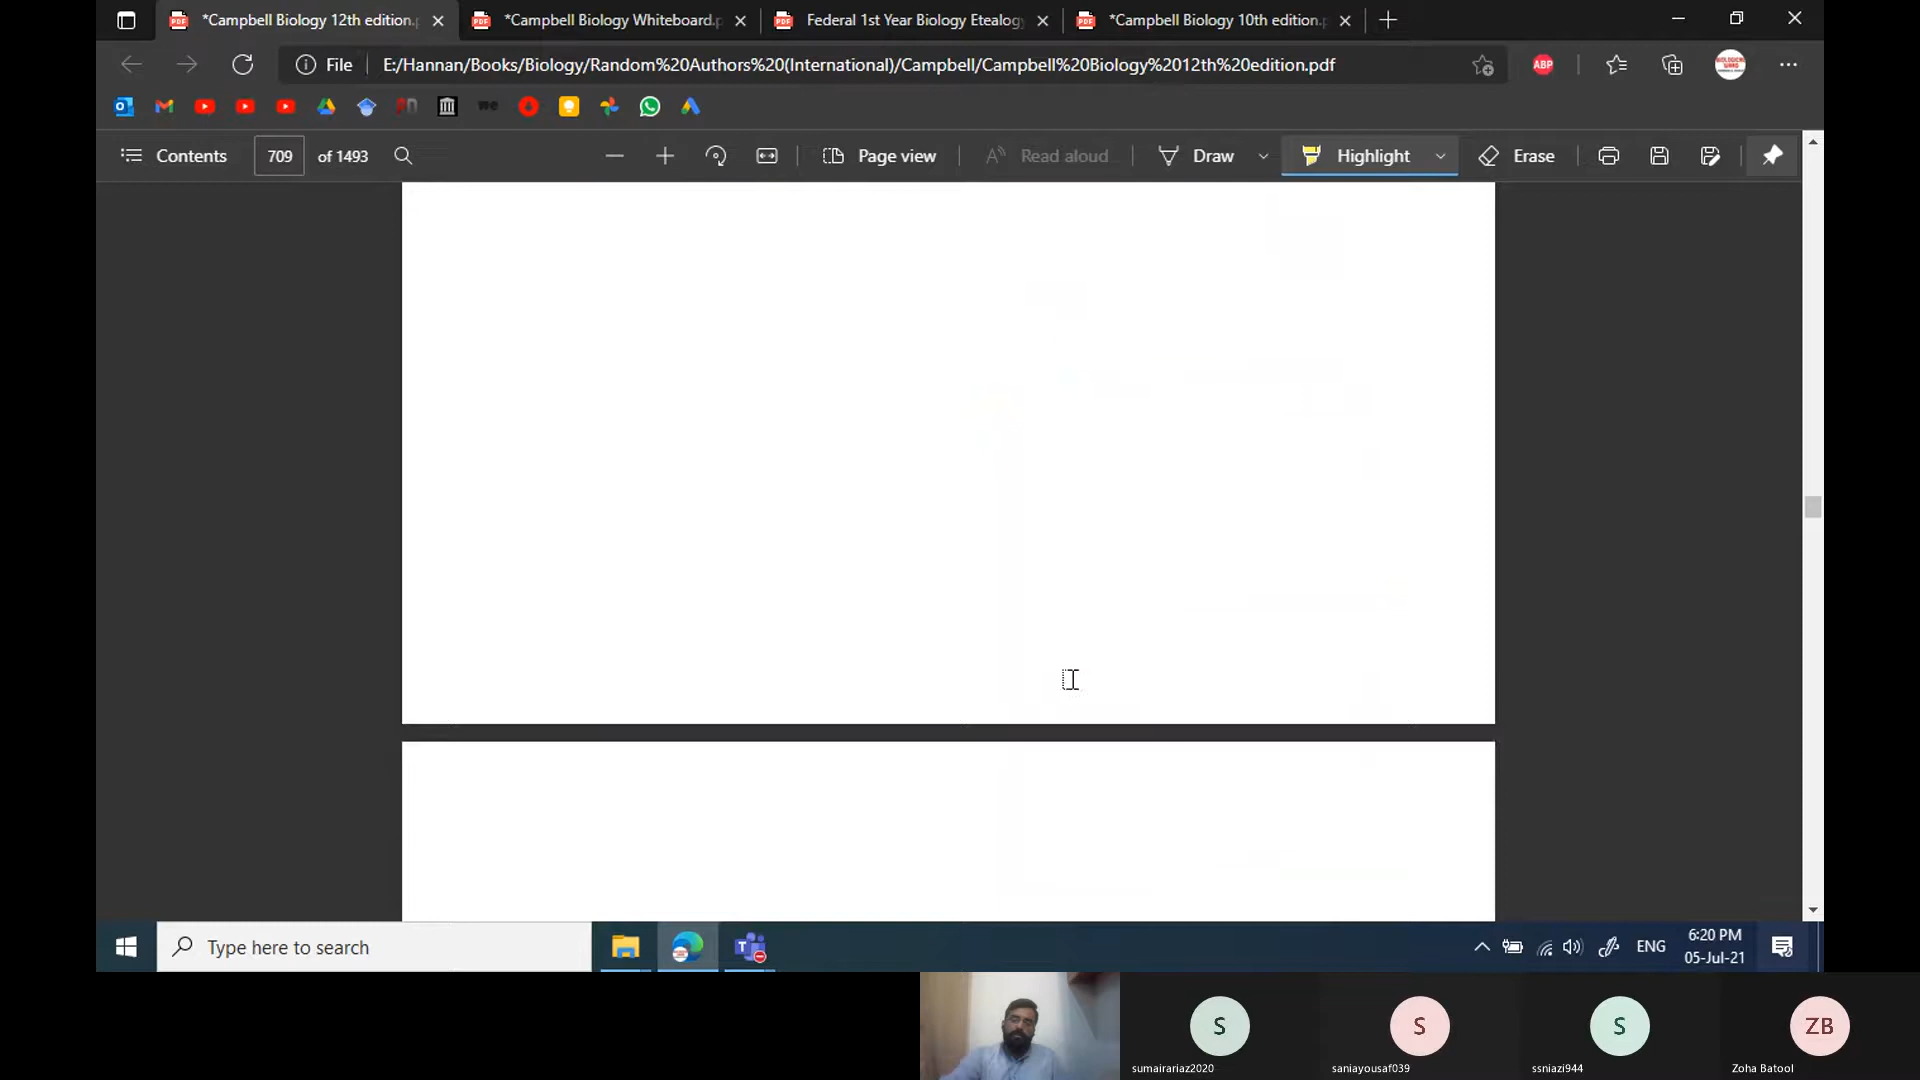 *Campbell Biology 12th edition.p
*Campbell Biology Whiteboard.p
Federal 1st Year Biology Etealogy
*Campbell Biology 10th edition.p
File
E:/Hannan/Books/Biology/Random%20Authors%20(International)/Campbell/Campbell%20Biology%2012th%20edition.pdf
ABP
we
Contents
709
of 1493
Page view
Read aloud
Draw
Highlight
Erase
Type here to search
ENG
6:20 PM
05-Jul-21
S
S
S
ZB
sumairariaz2020
saniayousaf039
ssniazi944
Zoha Batool